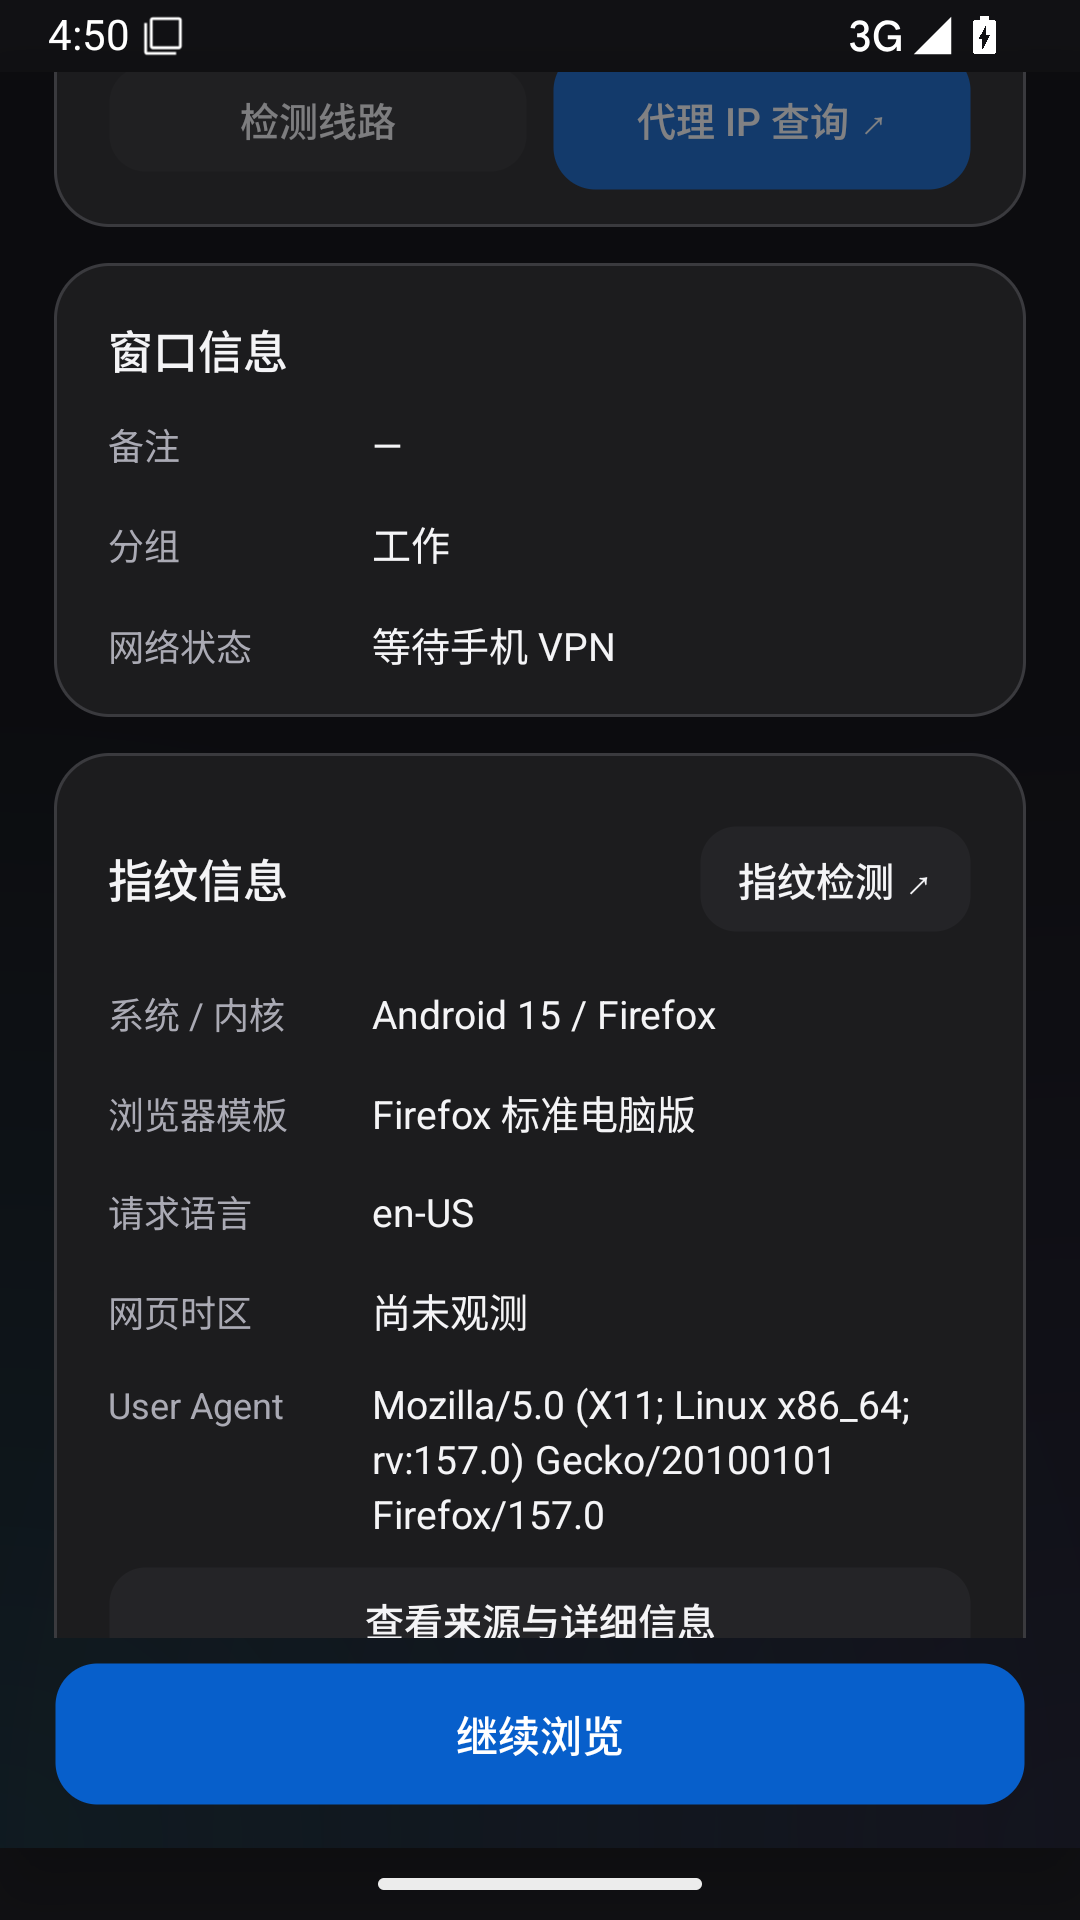 4:50
3G
检测线路
代理 IP 查询 ↗
窗口信息
备注 —
分组 工作
网络状态 等待手机 VPN
指纹信息
指纹检测 ↗
系统 / 内核 Android 15 / Firefox
浏览器模板 Firefox 标准电脑版
请求语言 en-US
网页时区 尚未观测
User Agent Mozilla/5.0 (X11; Linux x86_64;
rv:157.0) Gecko/20100101
Firefox/157.0
查看来源与详细信息
继续浏览